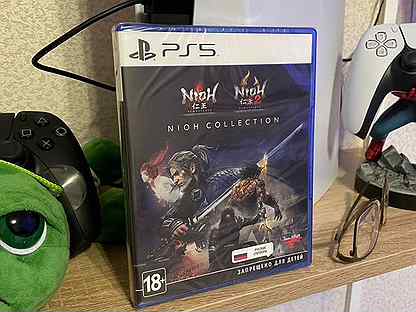 PS5
NIOH 仁王
NIOH 仁王2
NIOH COLLECTION
18+
ЗАПРЕЩЕНО ДЛЯ ДЕТЕЙ